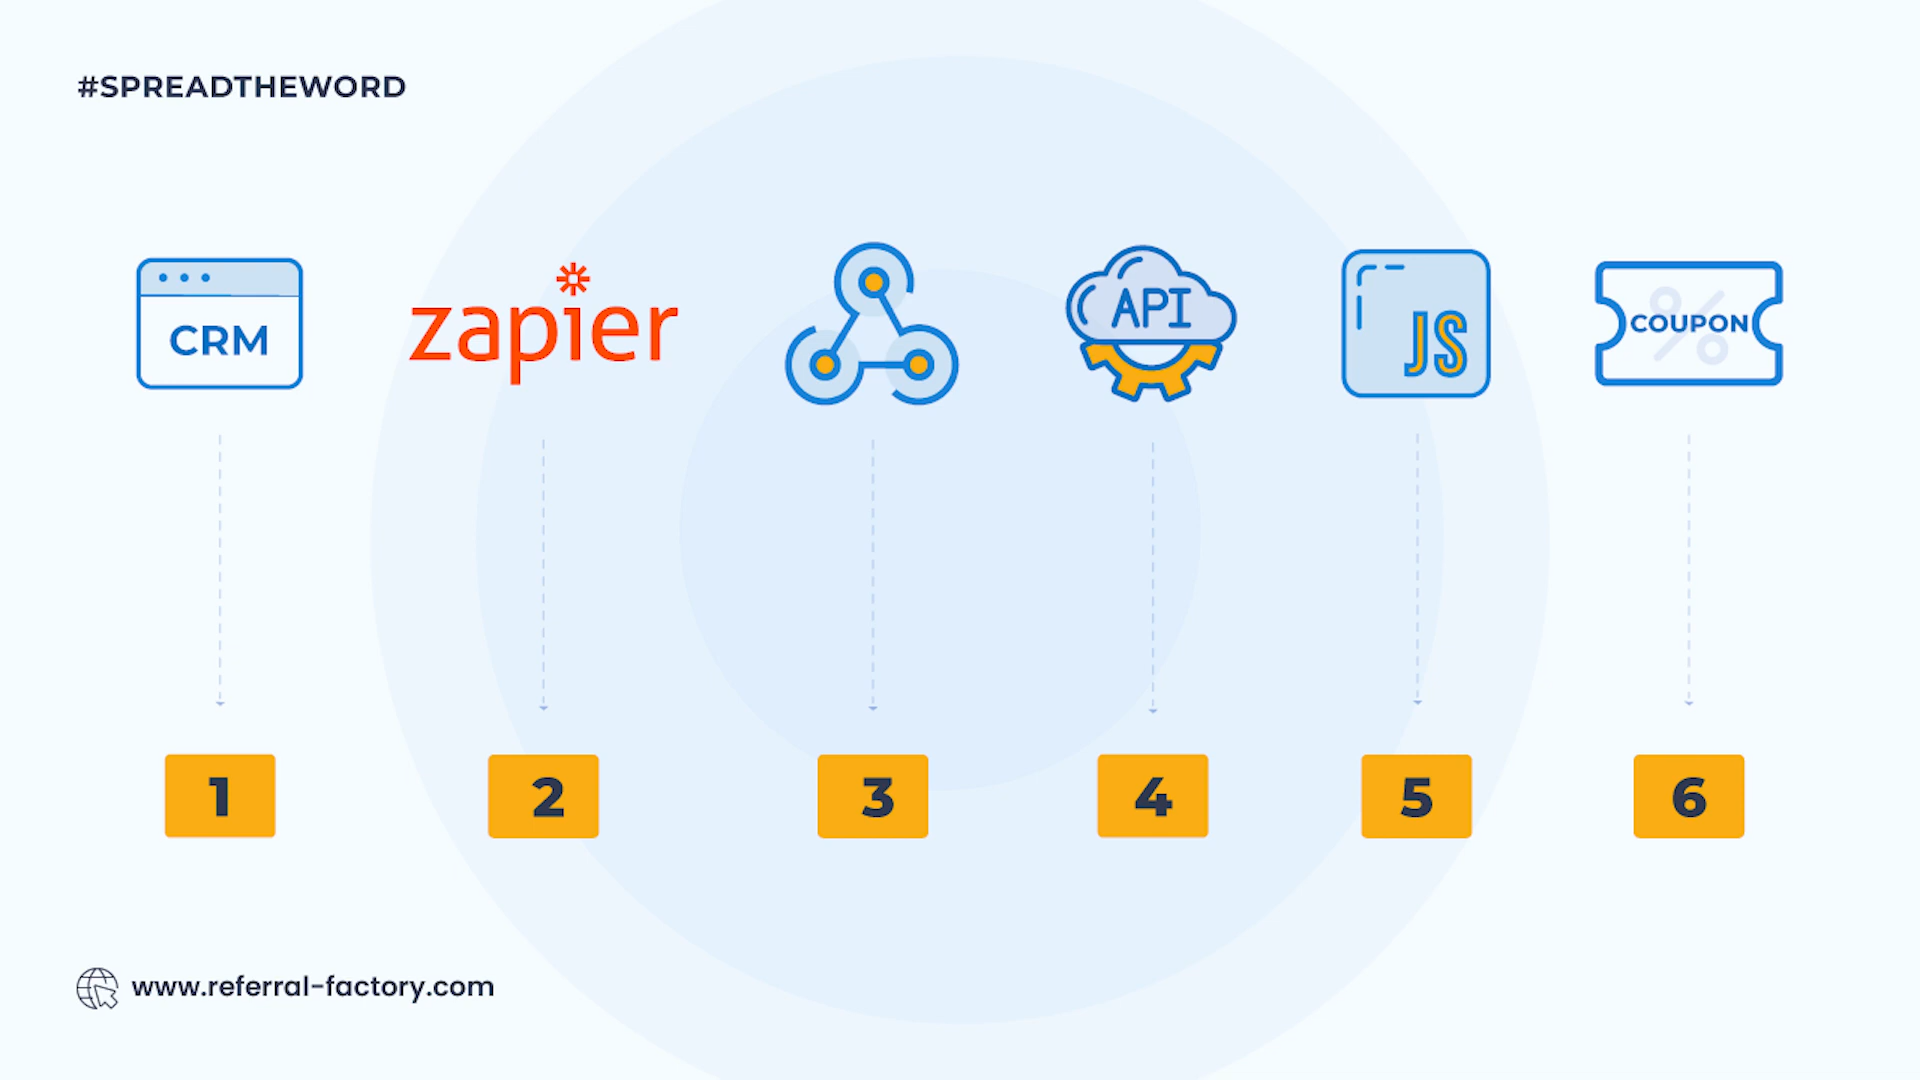 #SPREADTHEWORD
CRM
zapier
API
JS
COUPON
1
2
3
4
5
6
www.referral-factory.com